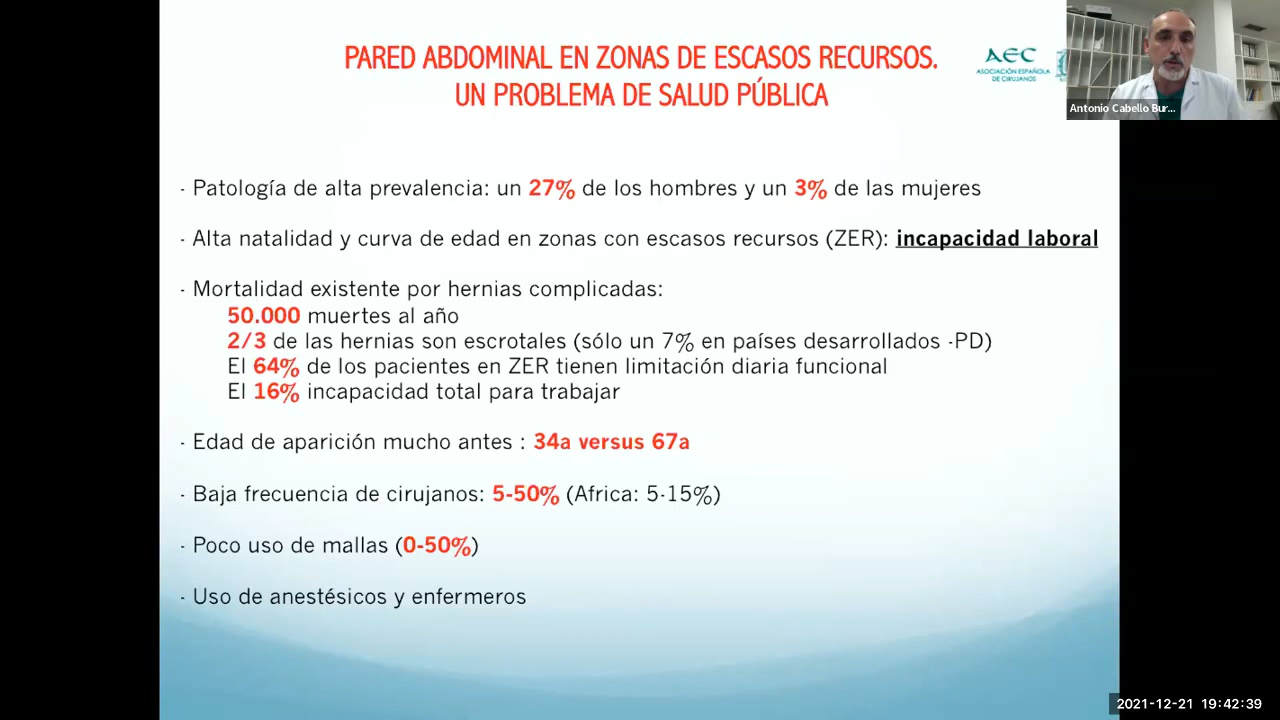 PARED ABDOMINAL EN ZONAS DE ESCASOS RECURSOS.
UN PROBLEMA DE SALUD PÚBLICA
AEC
ASOCIACIÓN ESPAÑOLA
DE CIRUJANOS
Antonio Cabello Bur...
- Patología de alta prevalencia: un 27% de los hombres y un 3% de las mujeres
- Alta natalidad y curva de edad en zonas con escasos recursos (ZER): incapacidad laboral
- Mortalidad existente por hernias complicadas:
50.000 muertes al año
2/3 de las hernias son escrotales (sólo un 7% en países desarrollados -PD)
El 64% de los pacientes en ZER tienen limitación diaria funcional
El 16% incapacidad total para trabajar
- Edad de aparición mucho antes : 34a versus 67a
- Baja frecuencia de cirujanos: 5-50% (Africa: 5-15%)
- Poco uso de mallas (0-50%)
- Uso de anestésicos y enfermeros
2021-12-21 19:42:39